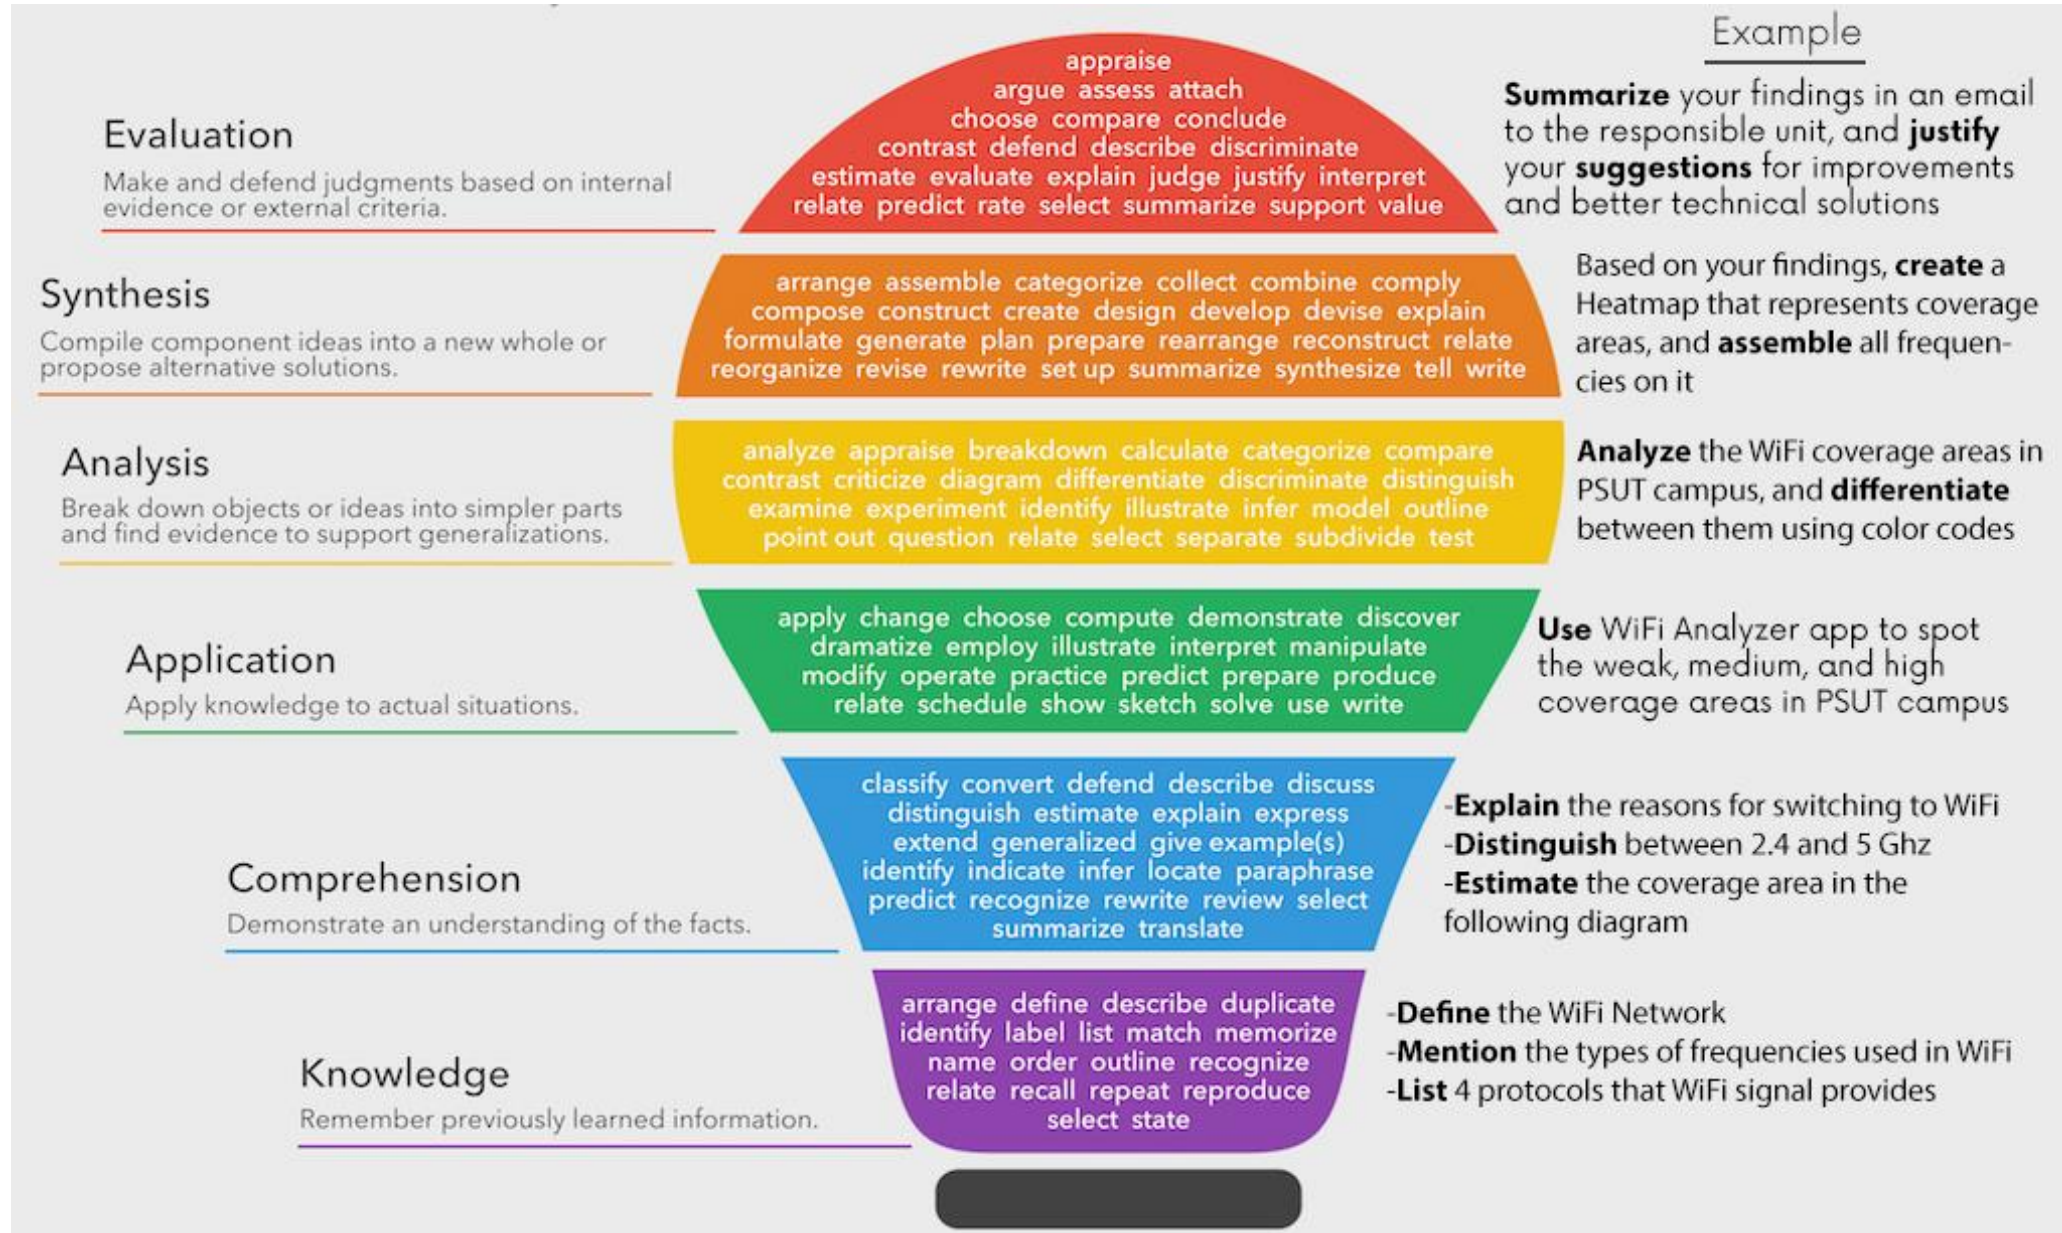 Example
Evaluation
Make and defend judgments based on internal
evidence or external criteria.
appraise
argue assess attach
choose compare conclude
contrast defend describe discriminate
estimate evaluate explain judge justify interpret
relate predict rate select summarize support value
Summarize your findings in an email
to the responsible unit, and justify
your suggestions for improvements
and better technical solutions
Synthesis
Compile component ideas into a new whole or
propose alternative solutions.
arrange assemble categorize collect combine comply
compose construct create design develop devise explain
formulate generate plan prepare rearrange reconstruct relate
reorganize revise rewrite set up summarize synthesize tell write
Based on your findings, create a
Heatmap that represents coverage
areas, and assemble all frequen-
cies on it
Analysis
Break down objects or ideas into simpler parts
and find evidence to support generalizations.
analyze appraise breakdown calculate categorize compare
contrast criticize diagram differentiate discriminate distinguish
examine experiment identify illustrate infer model outline
point out question relate select separate subdivide test
Analyze the WiFi coverage areas in
PSUT campus, and differentiate
between them using color codes
Application
Apply knowledge to actual situations.
apply change choose compute demonstrate discover
dramatize employ illustrate interpret manipulate
modify operate practice predict prepare produce
relate schedule show sketch solve use write
Use WiFi Analyzer app to spot
the weak, medium, and high
coverage areas in PSUT campus
Comprehension
Demonstrate an understanding of the facts.
classify convert defend describe discuss
distinguish estimate explain express
extend generalized give example(s)
identify indicate infer locate paraphrase
predict recognize rewrite review select
summarize translate
-Explain the reasons for switching to WiFi
-Distinguish between 2.4 and 5 Ghz
-Estimate the coverage area in the
following diagram
Knowledge
Remember previously learned information.
arrange define describe duplicate
identify label list match memorize
name order outline recognize
relate recall repeat reproduce
select state
-Define the WiFi Network
-Mention the types of frequencies used in WiFi
-List 4 protocols that WiFi signal provides